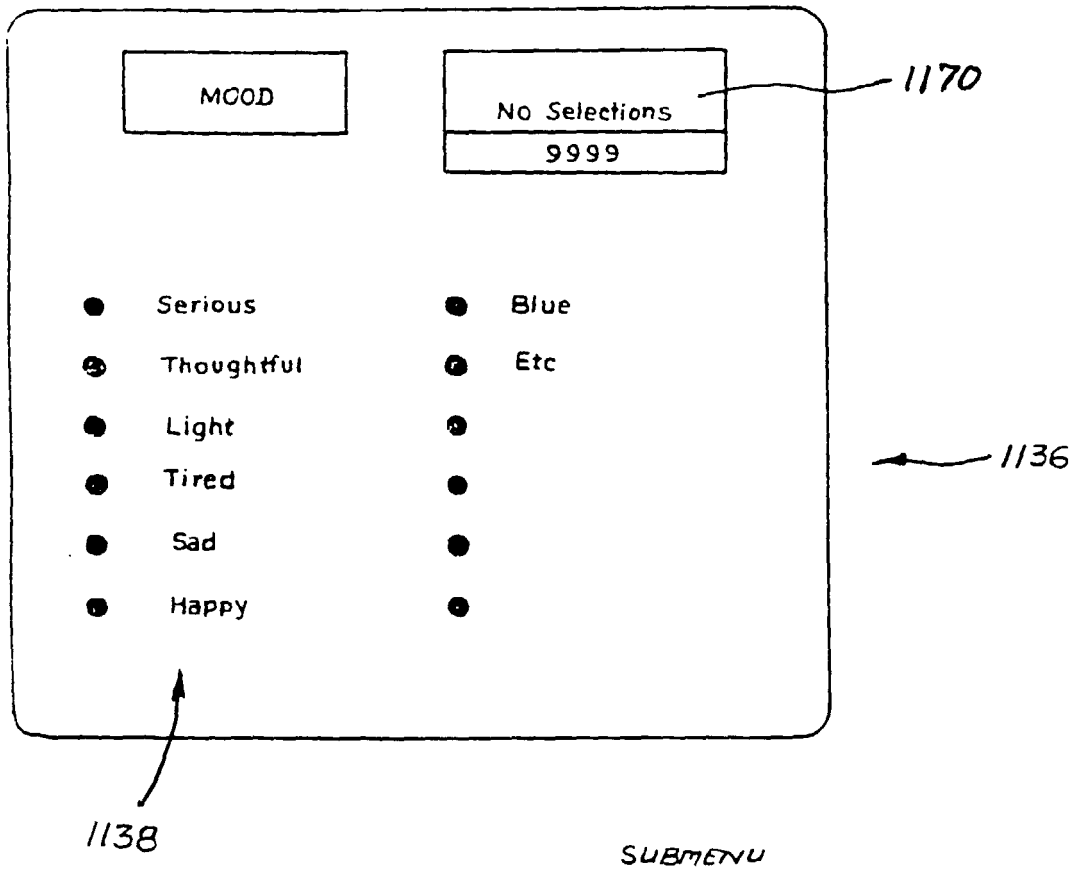 MOOD
No Selections
9999
1170
Serious
Thoughtful
Light
Tired
Sad
Happy
Blue
Etc
1136
1138
SUBMENU